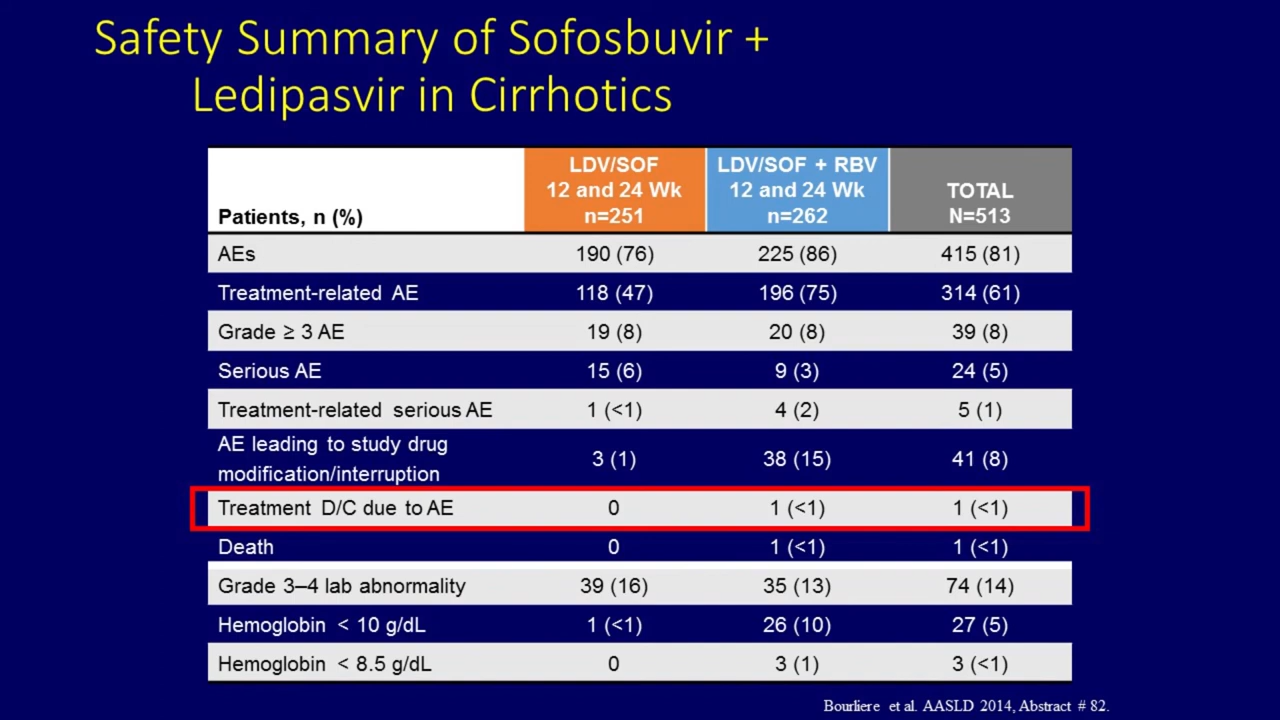 Safety Summary of Sofosbuvir +
Ledipasvir in Cirrhotics
Patients, n (%)
LDV/SOF
12 and 24 Wk
n=251
LDV/SOF + RBV
12 and 24 Wk
n=262
TOTAL
N=513
AEs 190 (76) 225 (86) 415 (81)
Treatment-related AE 118 (47) 196 (75) 314 (61)
Grade ≥ 3 AE 19 (8) 20 (8) 39 (8)
Serious AE 15 (6) 9 (3) 24 (5)
Treatment-related serious AE 1 (<1) 4 (2) 5 (1)
AE leading to study drug
modification/interruption 3 (1) 38 (15) 41 (8)
Treatment D/C due to AE 0 1 (<1) 1 (<1)
Death 0 1 (<1) 1 (<1)
Grade 3–4 lab abnormality 39 (16) 35 (13) 74 (14)
Hemoglobin < 10 g/dL 1 (<1) 26 (10) 27 (5)
Hemoglobin < 8.5 g/dL 0 3 (1) 3 (<1)
Bourliere et al. AASLD 2014, Abstract # 82.